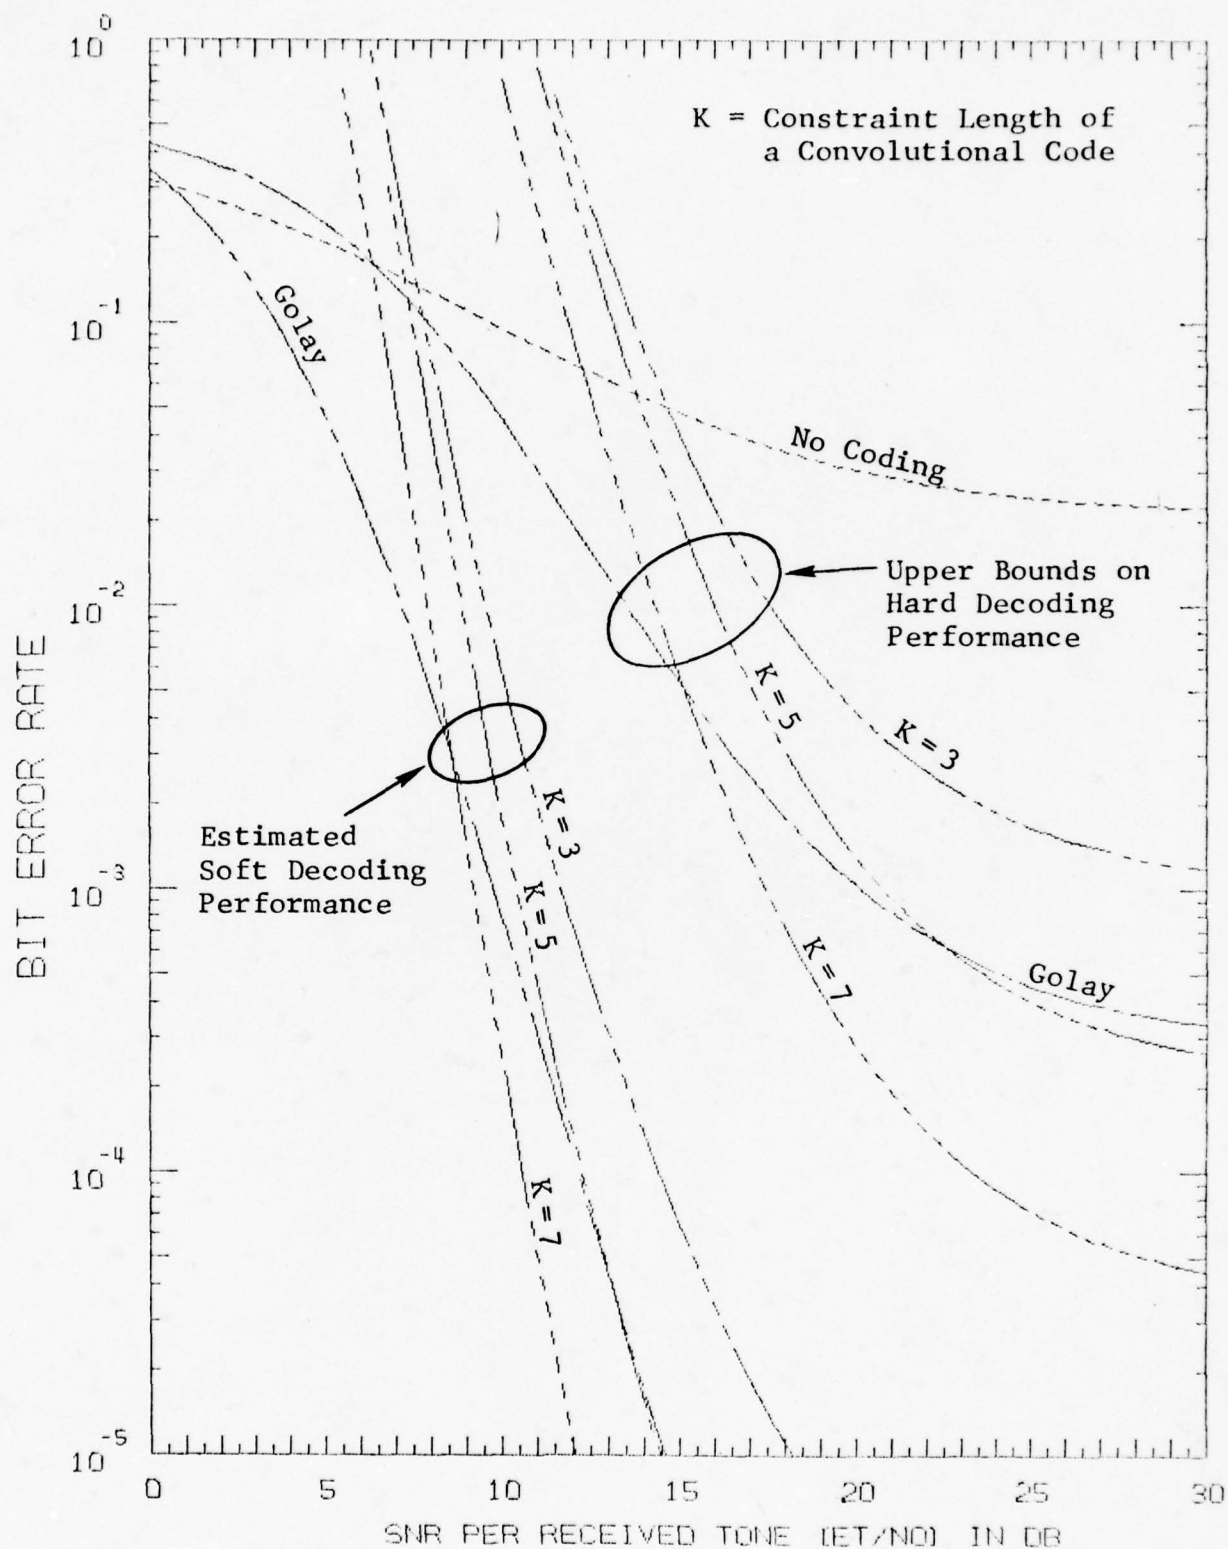 10^0
K = Constraint Length of
a Convolutional Code
Golay
10^-1
No Coding
Upper Bounds on
Hard Decoding
Performance
10^-2
K = 5
K = 3
BIT ERROR RATE
K = 3
Estimated
Soft Decoding
Performance
10^-3
K = 5
K = 7
Golay
10^-4
K = 7
10^-5
0 5 10 15 20 25 30
SNR PER RECEIVED TONE [ET/NO] IN DB